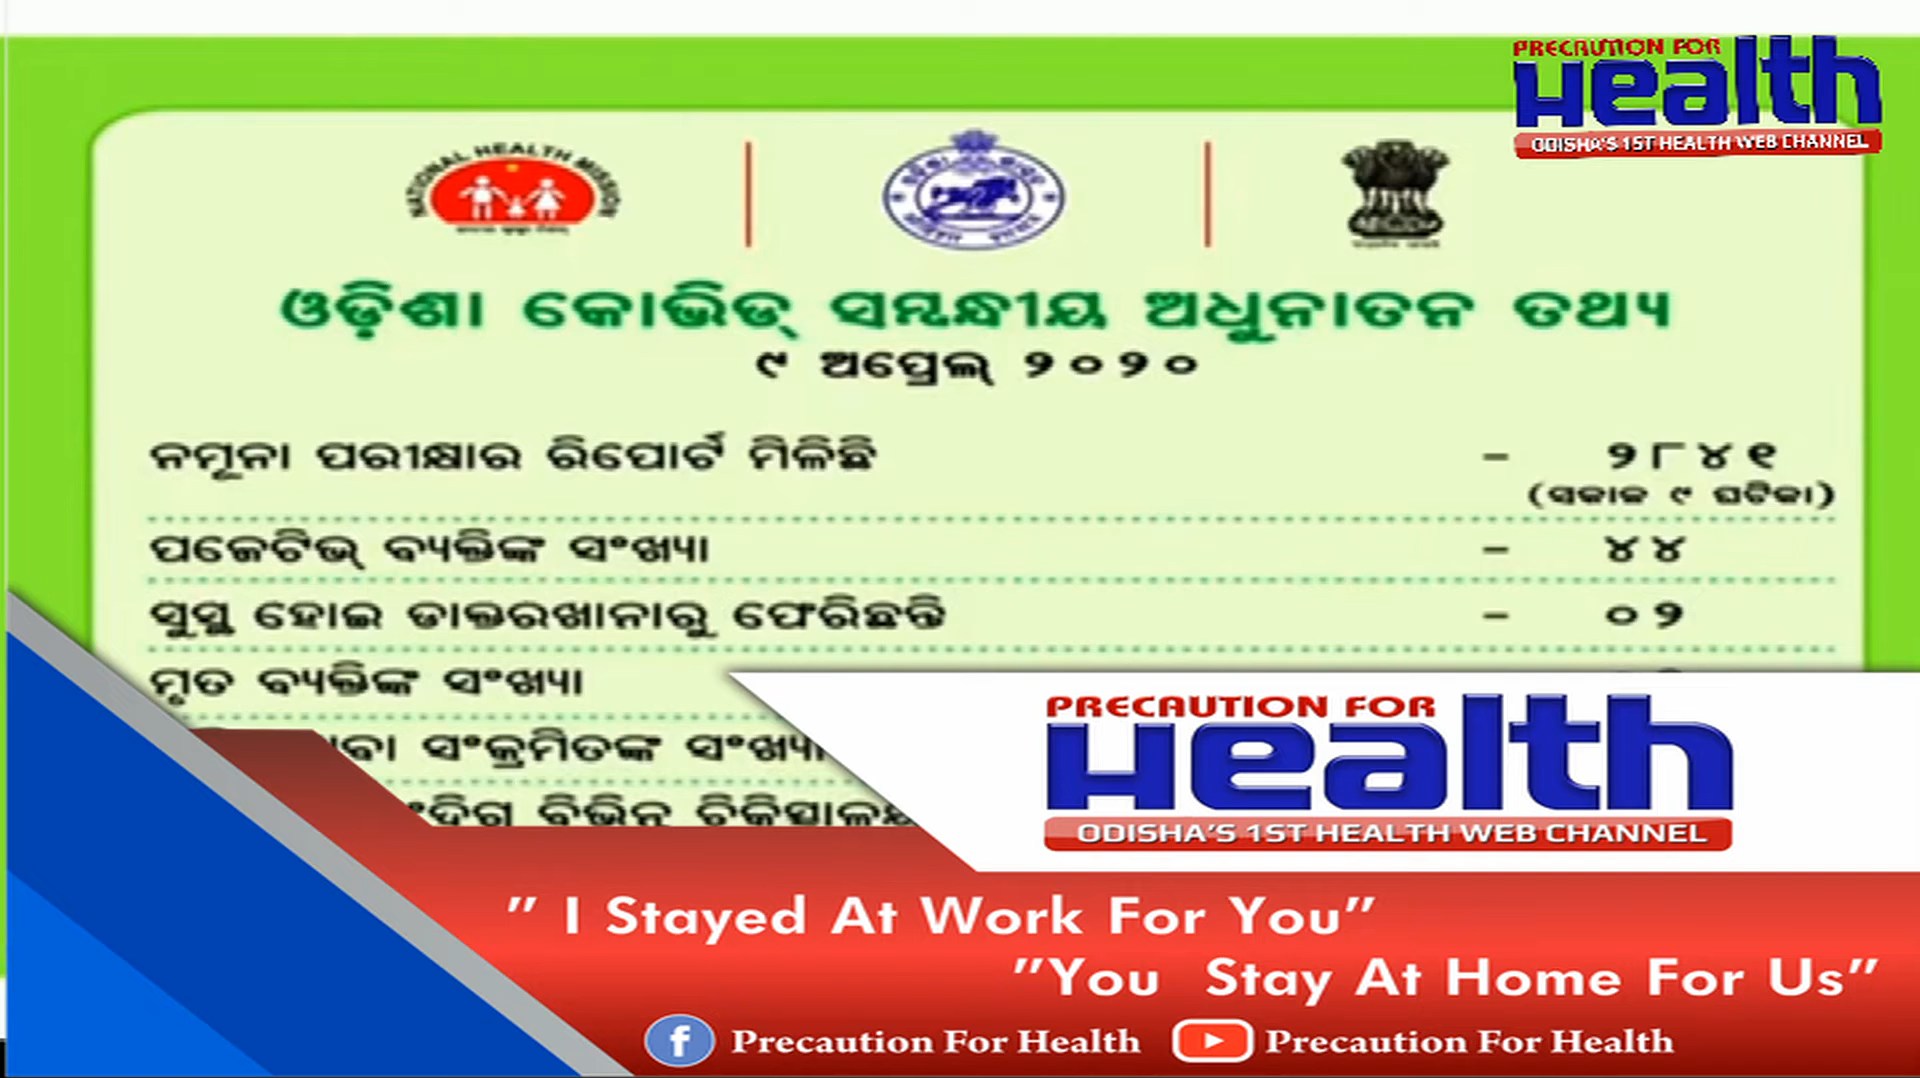 PRECAUTION FOR
Health
ODISHA'S 1ST HEALTH WEB CHANNEL
NATIONAL HEALTH MISSION
ଓଡ଼ିଶା କୋଭିଡ୍ ସମ୍ବନ୍ଧୀୟ ଅଧୁନାତନ ତଥ୍ୟ
୯ ଅପ୍ରେଲ୍ ୨୦୨୦
ନମୂନା ପରୀକ୍ଷାର ରିପୋର୍ଟ ମିଳିଛି – ୨୮୪୧
(ସକାଳ ୯ ଘଟିକା)
ପଜେଟିଭ୍ ବ୍ୟକ୍ତିଙ୍କ ସଂଖ୍ୟା – ୪୪
ସୁସ୍ଥ ହୋଇ ଡାକ୍ତରଖାନାରୁ ଫେରିଛନ୍ତି – ୦୨
ମୃତ ବ୍ୟକ୍ତିଙ୍କ ସଂଖ୍ୟା
ସଂକ୍ରମିତଙ୍କ ସଂଖ୍ୟା
ବିଭିନ୍ନ
PRECAUTION FOR
Health
ODISHA'S 1ST HEALTH WEB CHANNEL
" I Stayed At Work For You"
"You Stay At Home For Us"
Precaution For Health Precaution For Health